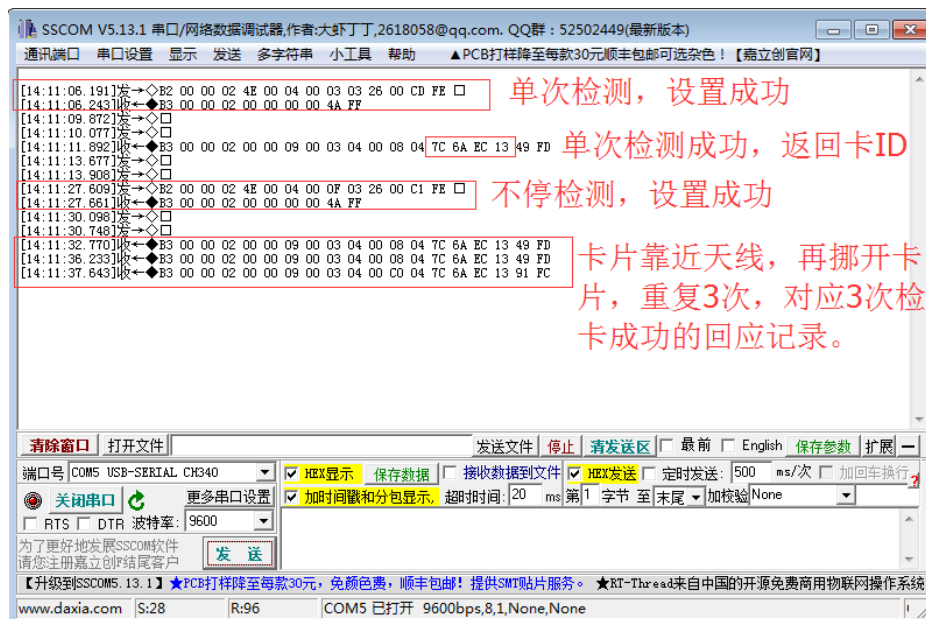 SSCOM V5.13.1 串口/网络数据调试器,作者:大虾丁丁,2618058@qq.com. QQ群：52502449(最新版本)
通讯端口 串口设置 显示 发送 多字符串 小工具 帮助 ▲PCB打样降至每款30元顺丰包邮可选杂色！【嘉立创官网】
[14:11:06.191]发→◇B2 00 00 02 4E 00 04 00 03 03 26 00 CD FE □
[14:11:06.243]收←◆B3 00 00 02 00 00 00 00 4A FF
单次检测，设置成功
[14:11:09.872]发→◇□
[14:11:10.077]发→◇□
[14:11:11.892]收←◆B3 00 00 02 00 00 09 00 03 04 00 08 04 7C 6A EC 13 49 FD
单次检测成功，返回卡ID
[14:11:13.677]发→◇□
[14:11:13.908]发→◇□
[14:11:27.609]发→◇B2 00 00 02 4E 00 04 00 0F 03 26 00 C1 FE □
[14:11:27.661]收←◆B3 00 00 02 00 00 00 00 4A FF
不停检测，设置成功
[14:11:30.098]发→◇□
[14:11:30.748]发→◇□
[14:11:32.770]收←◆B3 00 00 02 00 00 09 00 03 04 00 08 04 7C 6A EC 13 49 FD
[14:11:36.233]收←◆B3 00 00 02 00 00 09 00 03 04 00 08 04 7C 6A EC 13 49 FD
[14:11:37.643]收←◆B3 00 00 02 00 00 09 00 03 04 00 C0 04 7C 6A EC 13 91 FC
卡片靠近天线，再挪开卡
片，重复3次，对应3次检
卡成功的回应记录。
清除窗口 打开文件 发送文件 停止 清发送区 最前 English 保存参数 扩展 —
端口号 COM5 USB-SERIAL CH340 HEX显示 保存数据 接收数据到文件 HEX发送 定时发送: 500 ms/次 加回车换行
关闭串口 更多串口设置 加时间戳和分包显示, 超时时间: 20 ms 第1 字节 至 末尾 加校验 None
RTS DTR 波特率: 9600
为了更好地发展SSCOM软件
请您注册嘉立创F结尾客户
发 送
【升级到SSCOM5.13.1】★PCB打样降至每款30元，免颜色费，顺丰包邮！提供SMT贴片服务。 ★RT-Thread来自中国的开源免费商用物联网操作系统
www.daxia.com S:28 R:96 COM5 已打开 9600bps,8,1,None,None